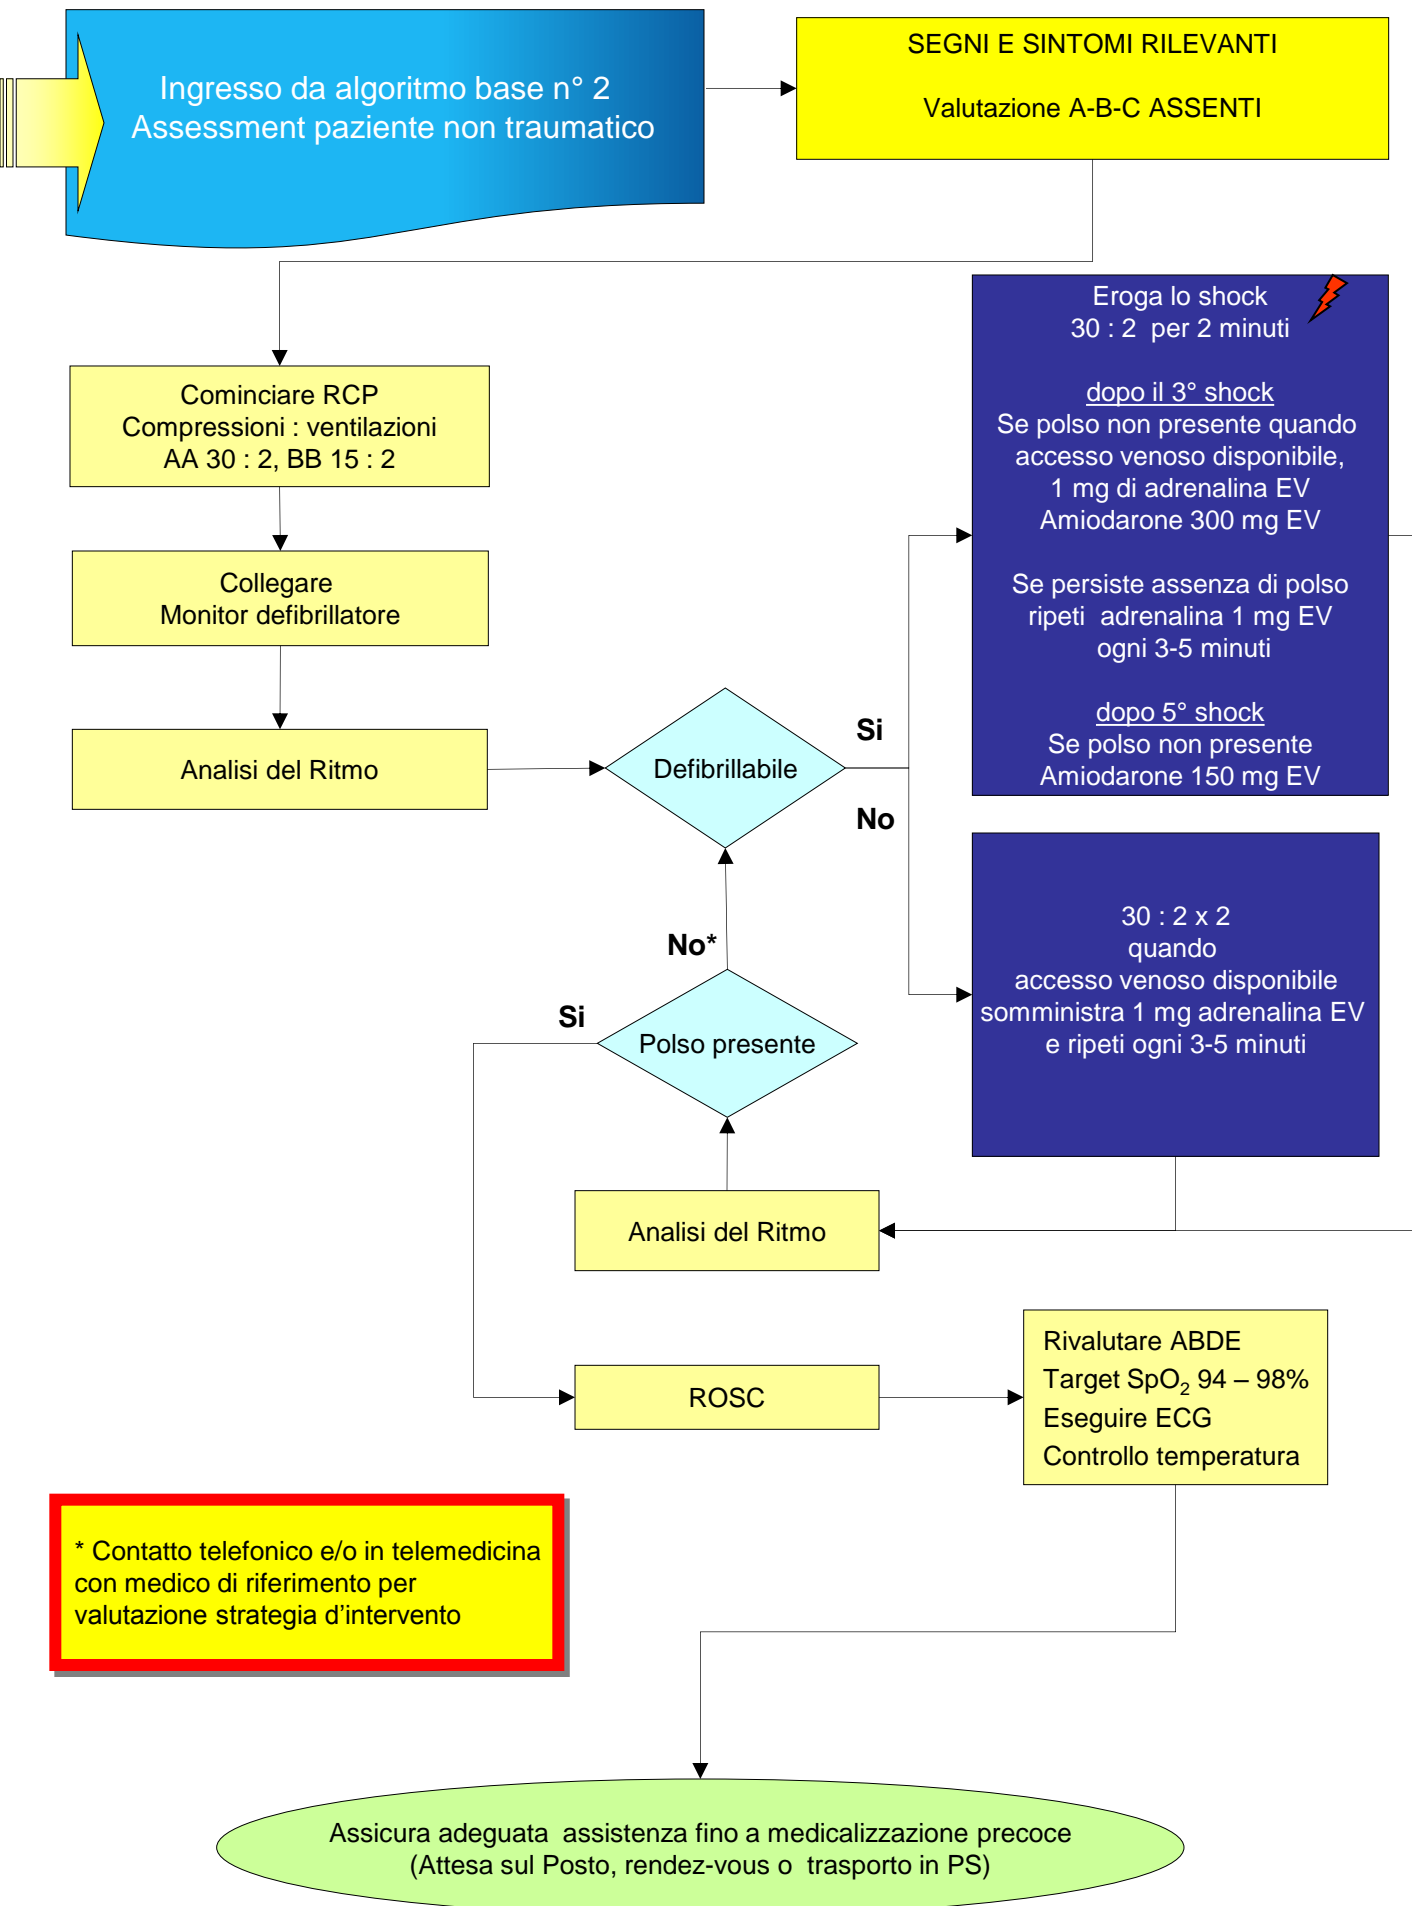 Ingresso da algoritmo base n° 2
Assessment paziente non traumatico
SEGNI E SINTOMI RILEVANTI
Valutazione A-B-C ASSENTI
Cominciare RCP
Compressioni : ventilazioni
AA 30 : 2, BB 15 : 2
Collegare
Monitor defibrillatore
Analisi del Ritmo
Defibrillabile
Si
No
Eroga lo shock
30 : 2 per 2 minuti
dopo il 3° shock
Se polso non presente quando
accesso venoso disponibile,
1 mg di adrenalina EV
Amiodarone 300 mg EV
Se persiste assenza di polso
ripeti adrenalina 1 mg EV
ogni 3-5 minuti
dopo 5° shock
Se polso non presente
Amiodarone 150 mg EV
30 : 2 x 2
quando
accesso venoso disponibile
somministra 1 mg adrenalina EV
e ripeti ogni 3-5 minuti
No*
Si
Polso presente
Analisi del Ritmo
ROSC
Rivalutare ABDE
Target SpO₂ 94 – 98%
Eseguire ECG
Controllo temperatura
* Contatto telefonico e/o in telemedicina
con medico di riferimento per
valutazione strategia d’intervento
Assicura adeguata assistenza fino a medicalizzazione precoce
(Attesa sul Posto, rendez-vous o trasporto in PS)